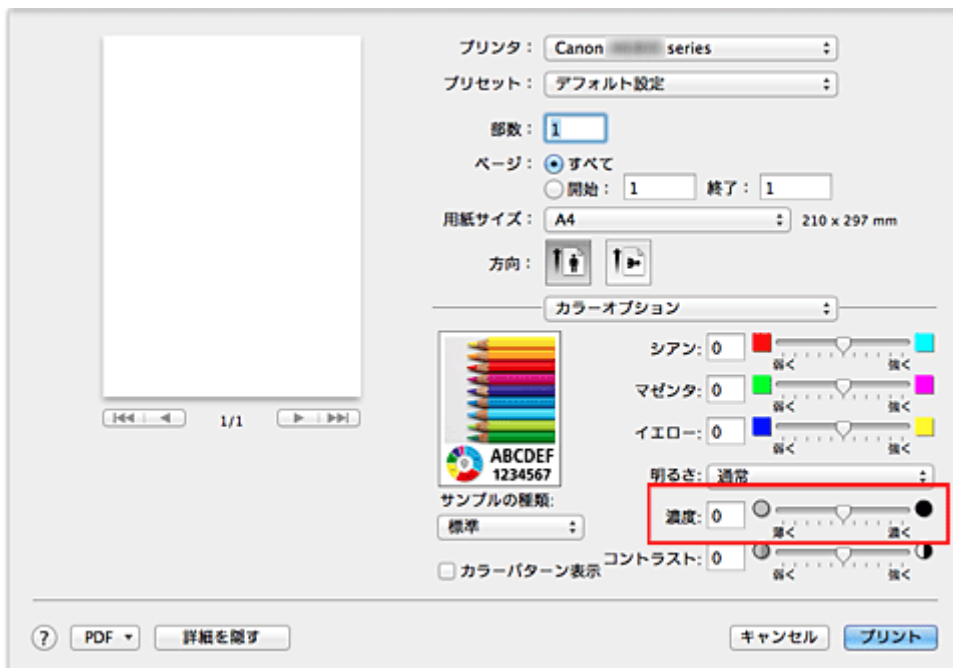 プリンタ： Canon series
プリセット： デフォルト設定
部数： 1
ページ： すべて
開始： 1 終了： 1
用紙サイズ： A4 210 x 297 mm
方向：
カラーオプション
シアン: 0
弱く 強く
マゼンタ: 0
弱く 強く
イエロー: 0
弱く 強く
明るさ: 通常
濃度: 0
薄く 濃く
コントラスト: 0
弱く 強く
1/1
ABCDEF
1234567
サンプルの種類:
標準
カラーパターン表示
? PDF 詳細を隠す キャンセル プリント